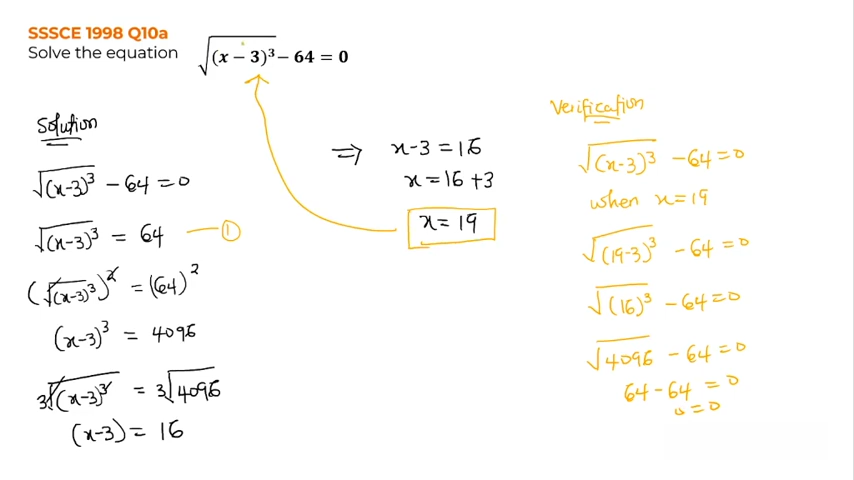 SSSCE 1998 Q10a
Solve the equation √(x − 3)³ − 64 = 0
Solution
√(x-3)³ - 64 = 0
√(x-3)³ = 64 — ①
(√(x-3)³)² = (64)²
(x-3)³ = 4096
3√(x-3)³ = 3√4096
(x-3) = 16
⇒ x-3 = 16
x = 16 + 3
x = 19
Verification
√(x-3)³ - 64 = 0
when x = 19
√(19-3)³ - 64 = 0
√(16)³ - 64 = 0
√4096 - 64 = 0
64 - 64 = 0
0 = 0